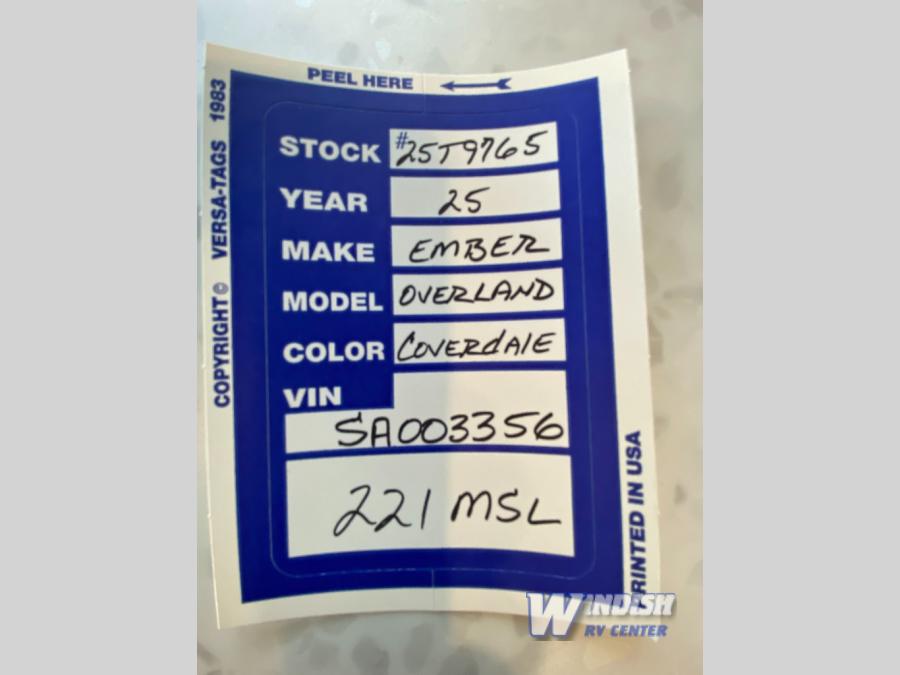 PEEL HERE
COPYRIGHT © VERSA-TAGS 1983
STOCK #25T9765
YEAR 25
MAKE EMBER
MODEL OVERLAND
COLOR COVERdAlE
VIN
SA003356
221 MSL
PRINTED IN USA
WINDISH
RV CENTER